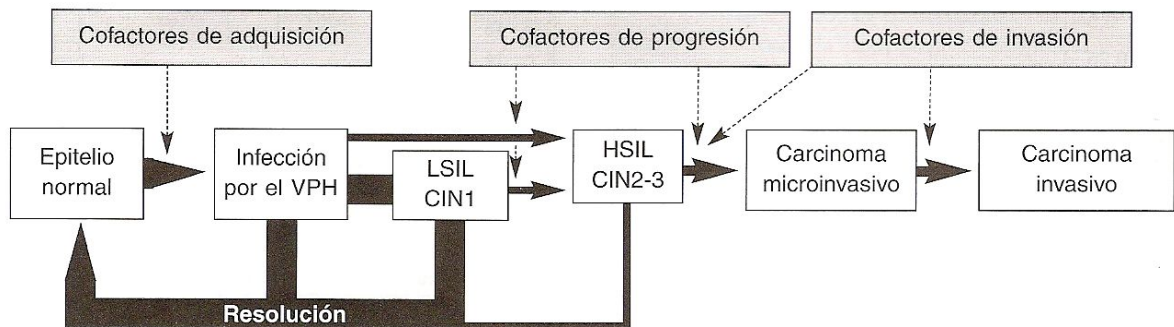 Cofactores de adquisición
Cofactores de progresión
Cofactores de invasión
Epitelio
normal
Infección
por el VPH
LSIL
CIN1
HSIL
CIN2-3
Carcinoma
microinvasivo
Carcinoma
invasivo
Resolución